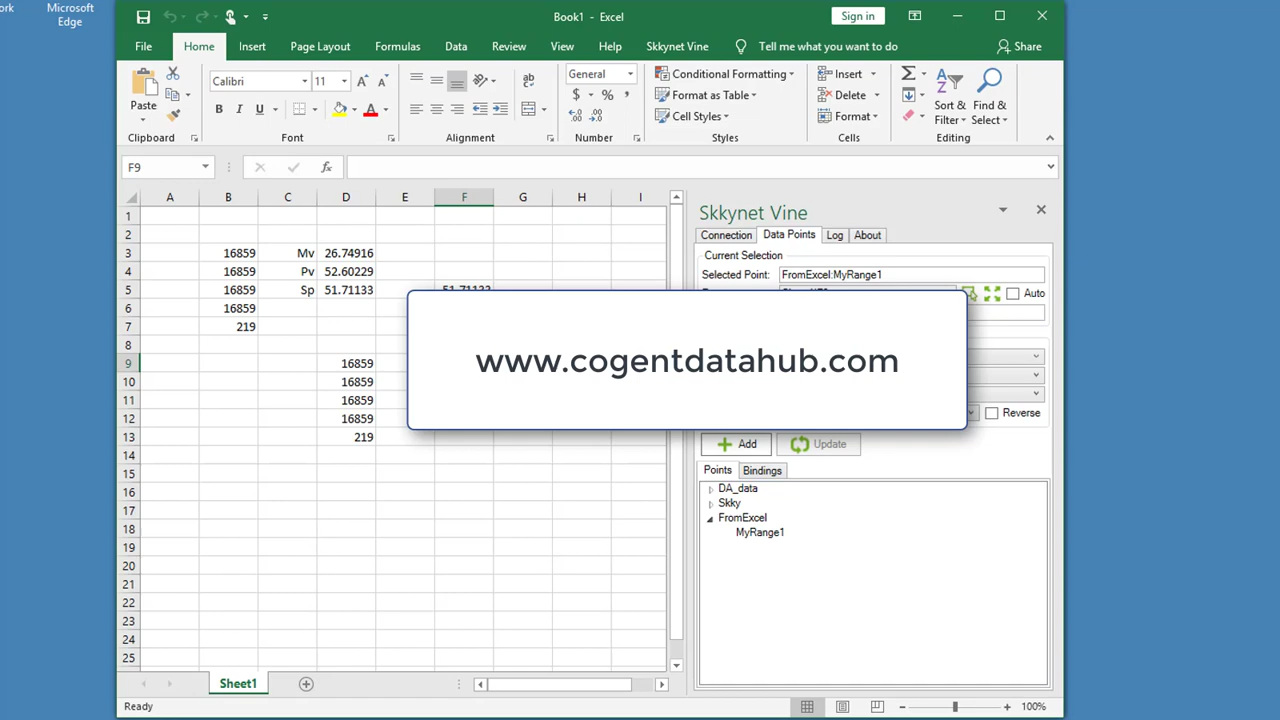 ork
Microsoft
Edge
Book1 - Excel
Sign in
File Home Insert Page Layout Formulas Data Review View Help Skkynet Vine Tell me what you want to do Share
Paste
Calibri 11
B I U
General
$ % ,
Conditional Formatting
Format as Table
Cell Styles
Insert
Delete
Format
Sort &
Filter
Find &
Select
Clipboard Font Alignment Number Styles Cells Editing
F9 fx
A B C D E F G H I
1
2
3 16859 Mv 26.74916
4 16859 Pv 52.60229
5 16859 Sp 51.71133 51.71133
6 16859
7 219
8
9 16859
10 16859
11 16859
12 16859
13 219
14
15
16
17
18
19
20
21
22
23
24
25
Skkynet Vine
Connection Data Points Log About
Current Selection
Selected Point: FromExcel:MyRange1
Auto
www.cogentdatahub.com
Reverse
Add Update
Points Bindings
DA_data
Skky
FromExcel
MyRange1
Sheet1
Ready
100%